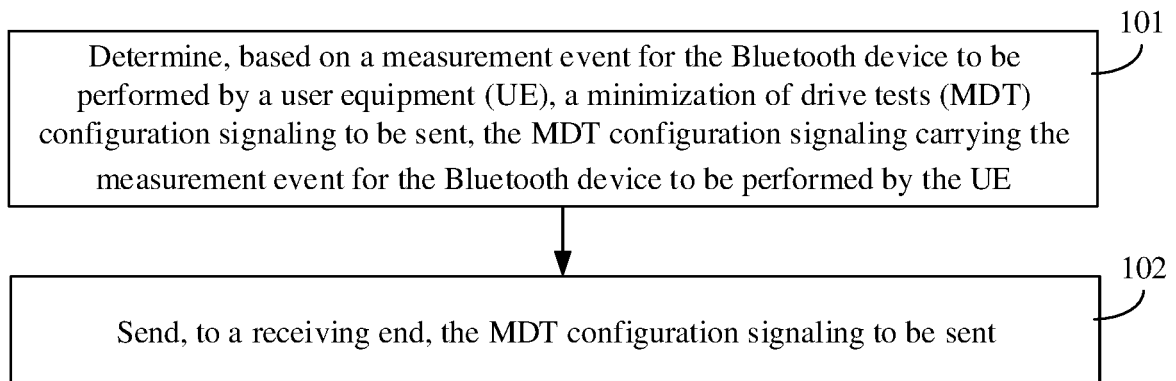 101
Determine, based on a measurement event for the Bluetooth device to be
performed by a user equipment (UE), a minimization of drive tests (MDT)
configuration signaling to be sent, the MDT configuration signaling carrying the
measurement event for the Bluetooth device to be performed by the UE
102
Send, to a receiving end, the MDT configuration signaling to be sent